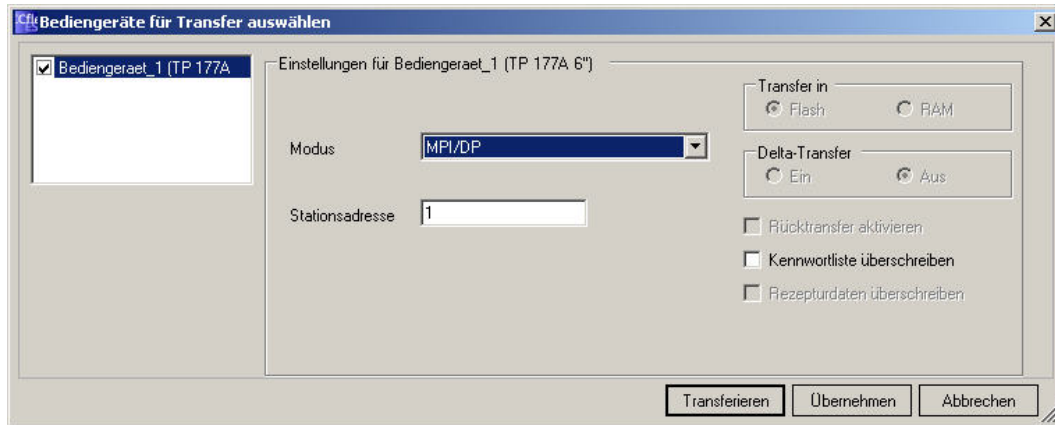 Bediengeräte für Transfer auswählen
Bediengeraet_1 (TP 177A
Einstellungen für Bediengeraet_1 (TP 177A 6")
Modus
MPI/DP
Stationsadresse
1
Transfer in
Flash
RAM
Delta-Transfer
Ein
Aus
Rücktransfer aktivieren
Kennwortliste überschreiben
Rezepturdaten überschreiben
Transferieren
Übernehmen
Abbrechen